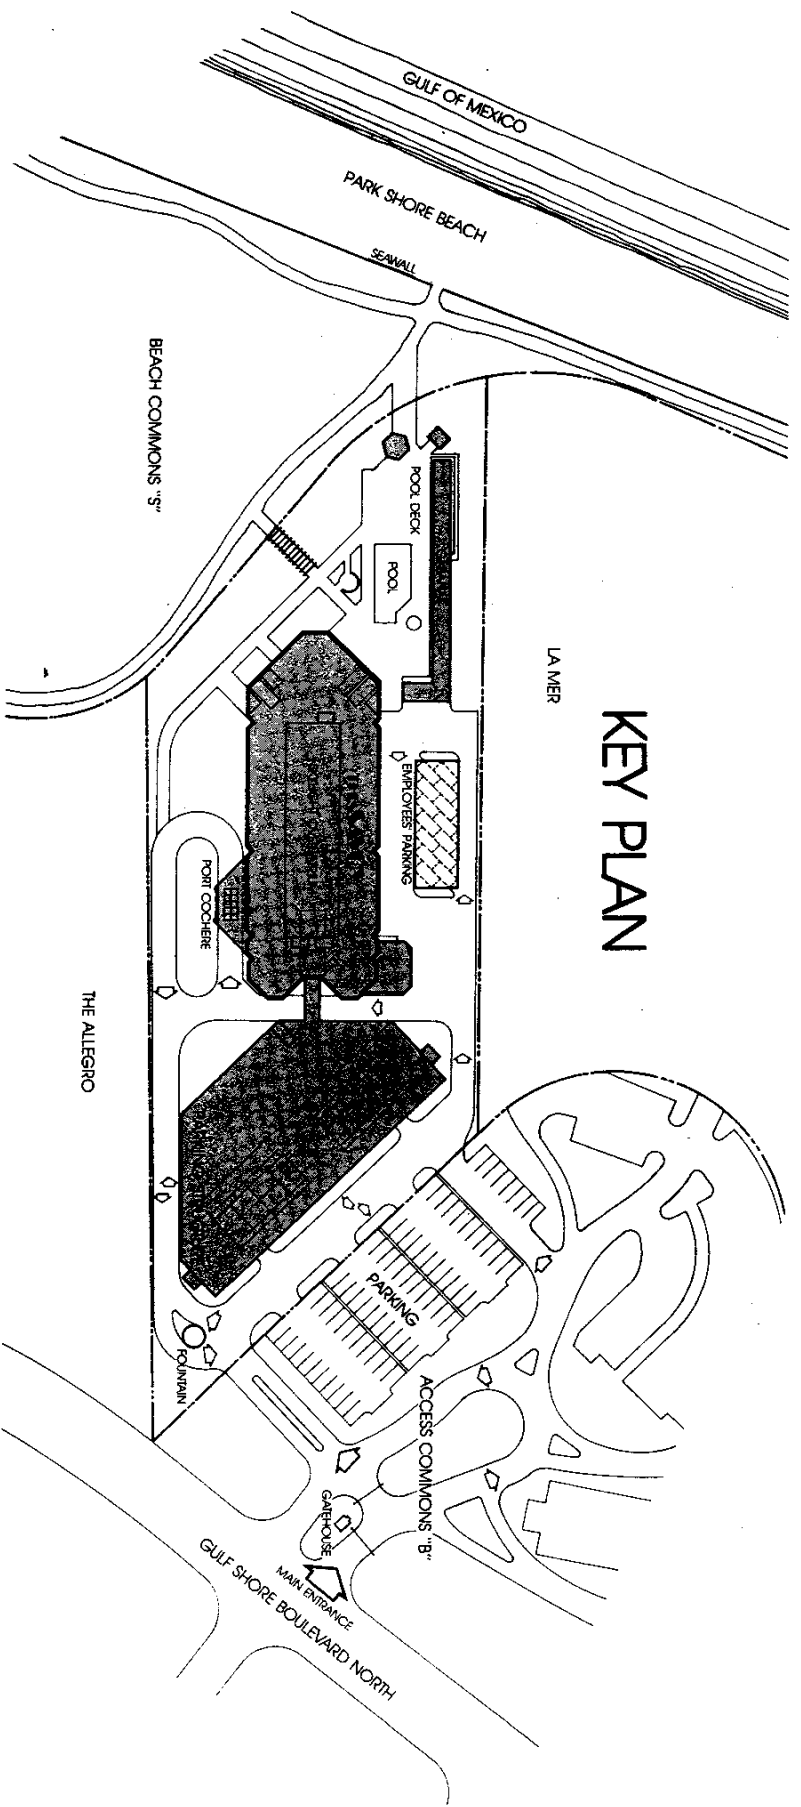 KEY PLAN
GULF OF MEXICO
PARK SHORE BEACH
SEAWALL
BEACH COMMONS "S"
POOL DECK
POOL
LA MER
EMPLOYEES' PARKING
PORT COCHERE
THE ALLEGRO
PARKING
FOUNTAIN
ACCESS COMMONS "B"
GATEHOUSE
MAIN ENTRANCE
GULF SHORE BOULEVARD NORTH